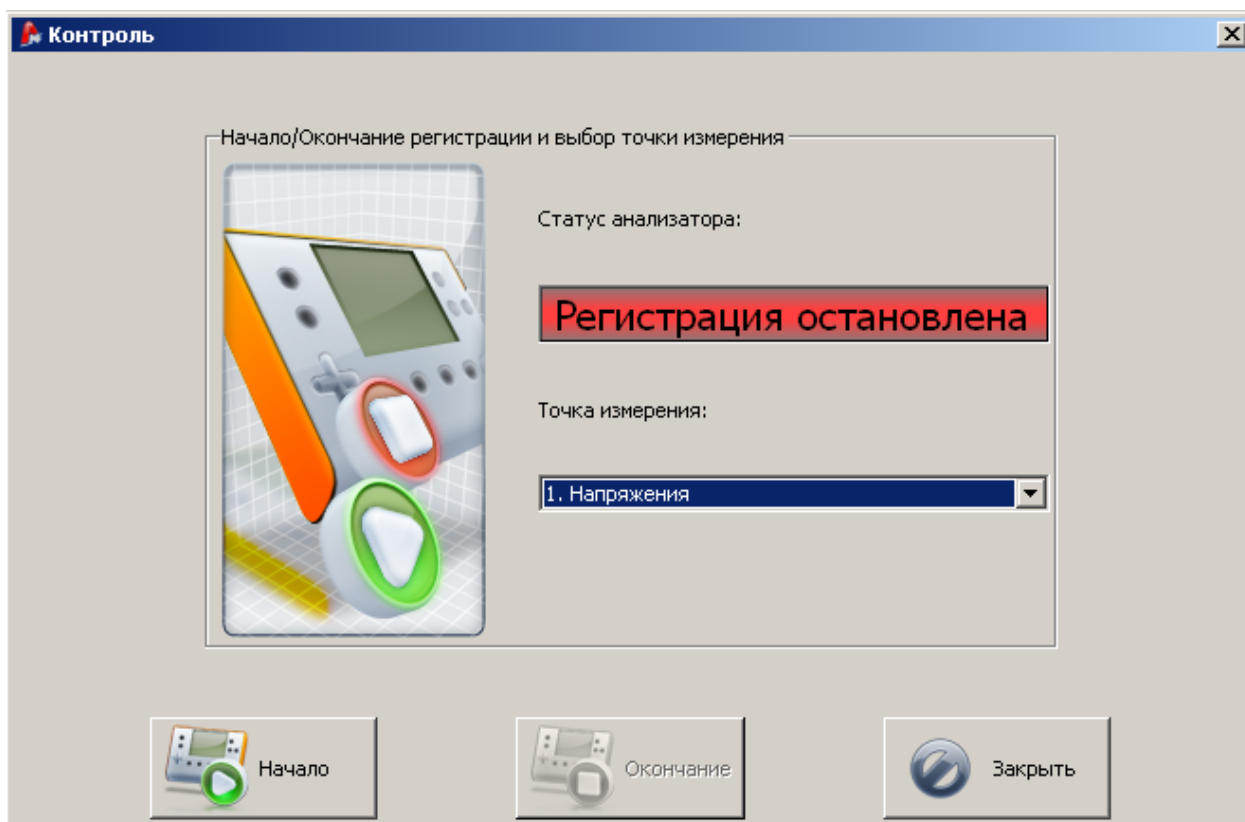 Контроль
Начало/Окончание регистрации и выбор точки измерения
Статус анализатора:
Регистрация остановлена
Точка измерения:
1. Напряжения
Начало
Окончание
Закрыть